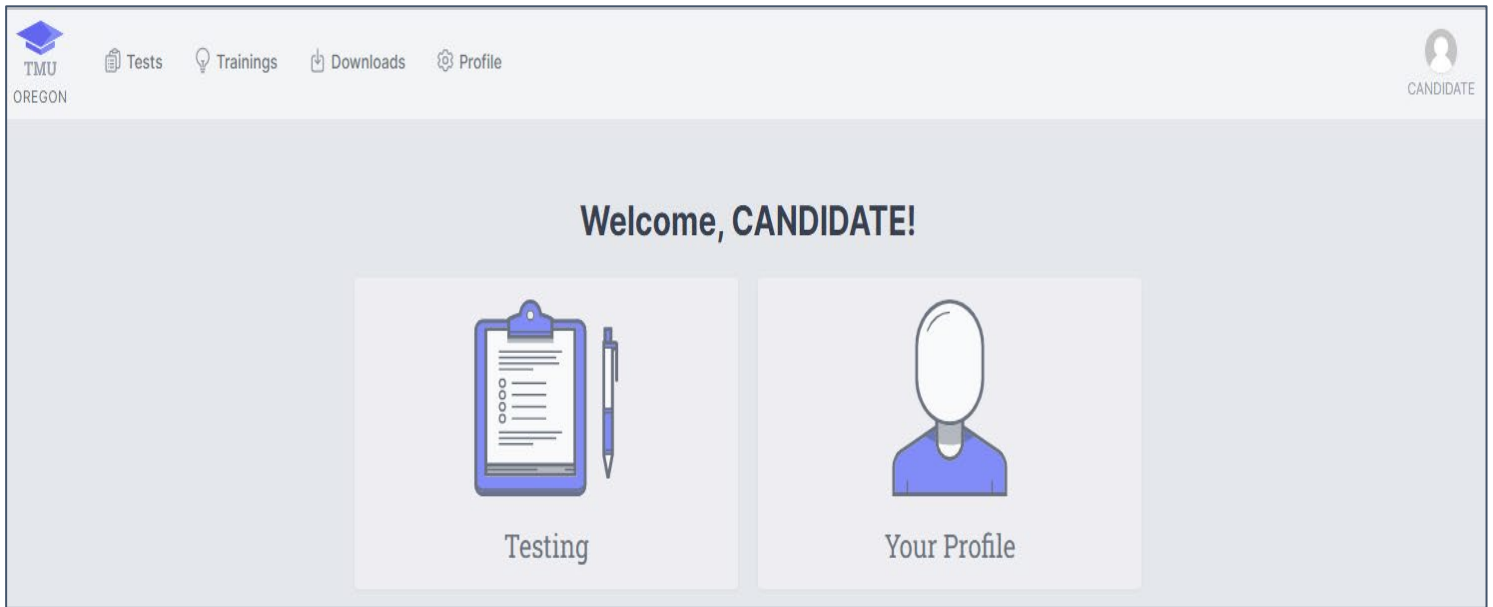 TMU
OREGON
Tests
Trainings
Downloads
Profile
CANDIDATE
Welcome, CANDIDATE!
Testing
Your Profile